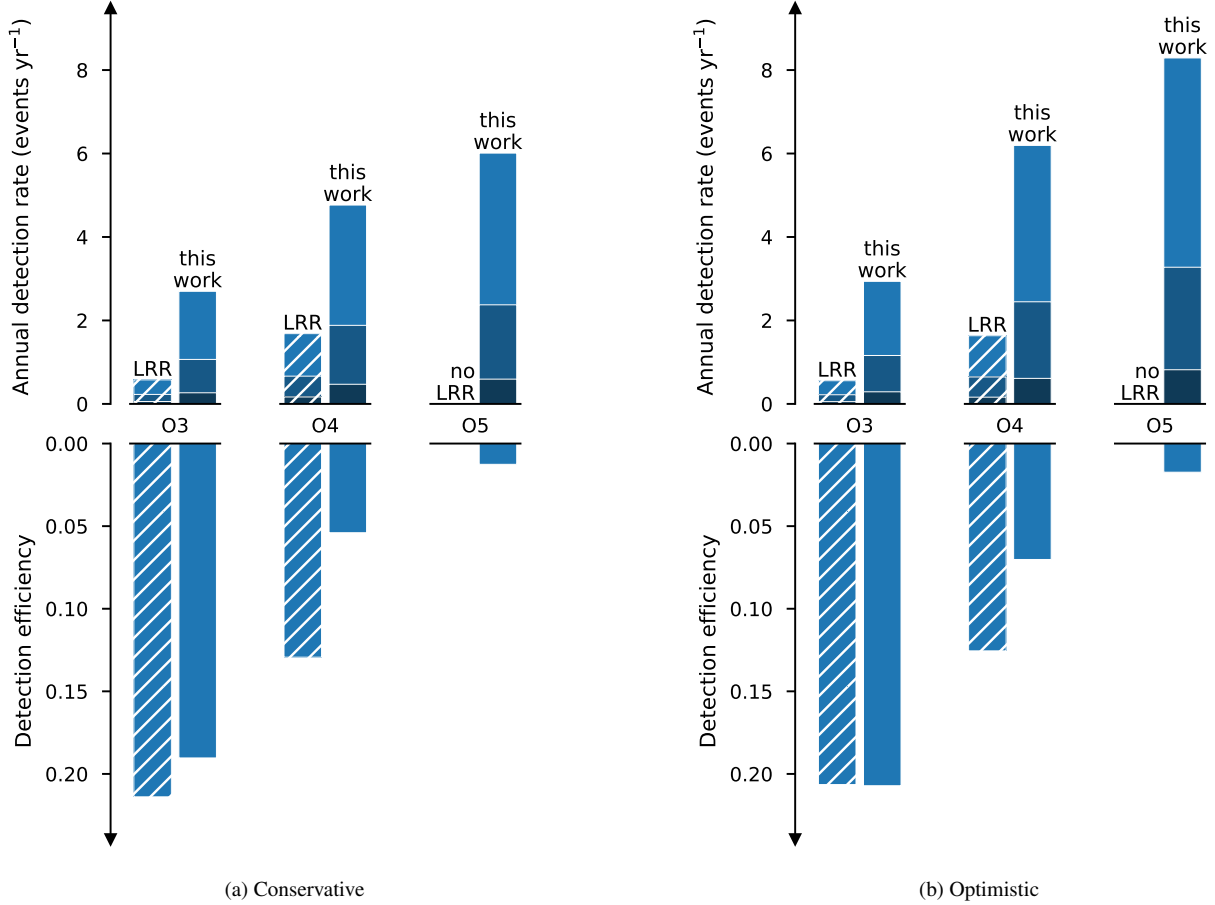 Annual detection rate (events yr⁻¹)
8
6
4
2
0
this
work
LRR
this
work
LRR
this
work
no
LRR
O3
O4
O5
0.00
0.05
0.10
0.15
0.20
Detection efficiency
(a) Conservative
Annual detection rate (events yr⁻¹)
8
6
4
2
0
this
work
LRR
this
work
LRR
this
work
no
LRR
O3
O4
O5
0.00
0.05
0.10
0.15
0.20
Detection efficiency
(b) Optimistic